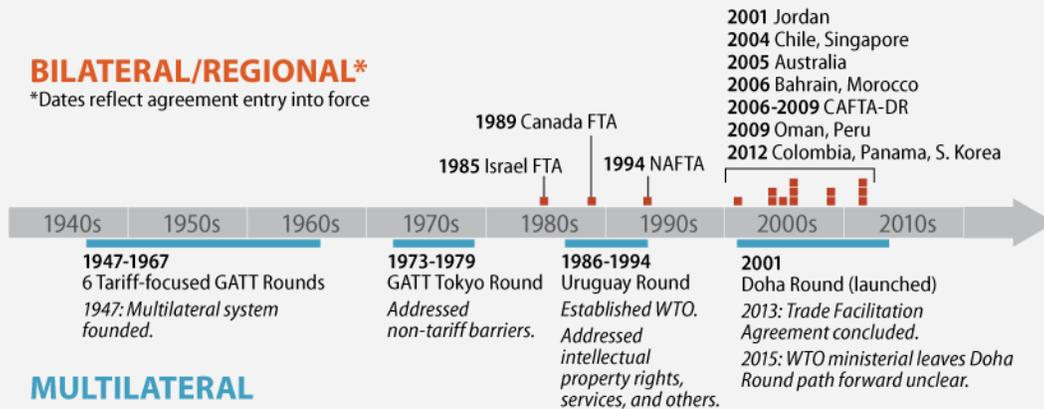 BILATERAL/REGIONAL*
*Dates reflect agreement entry into force
1985 Israel FTA
1989 Canada FTA
1994 NAFTA
2001 Jordan
2004 Chile, Singapore
2005 Australia
2006 Bahrain, Morocco
2006-2009 CAFTA-DR
2009 Oman, Peru
2012 Colombia, Panama, S. Korea
1940s 1950s 1960s 1970s 1980s 1990s 2000s 2010s
1947-1967
6 Tariff-focused GATT Rounds
1947: Multilateral system
founded.
1973-1979
GATT Tokyo Round
Addressed
non-tariff barriers.
1986-1994
Uruguay Round
Established WTO.
Addressed
intellectual
property rights,
services, and others.
2001
Doha Round (launched)
2013: Trade Facilitation
Agreement concluded.
2015: WTO ministerial leaves Doha
Round path forward unclear.
MULTILATERAL